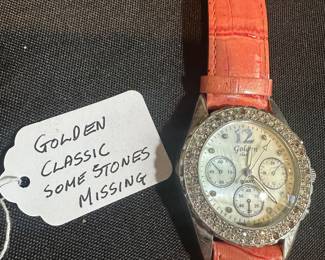 GOLDEN
CLASSIC
SOME STONES
MISSING
12
Golden